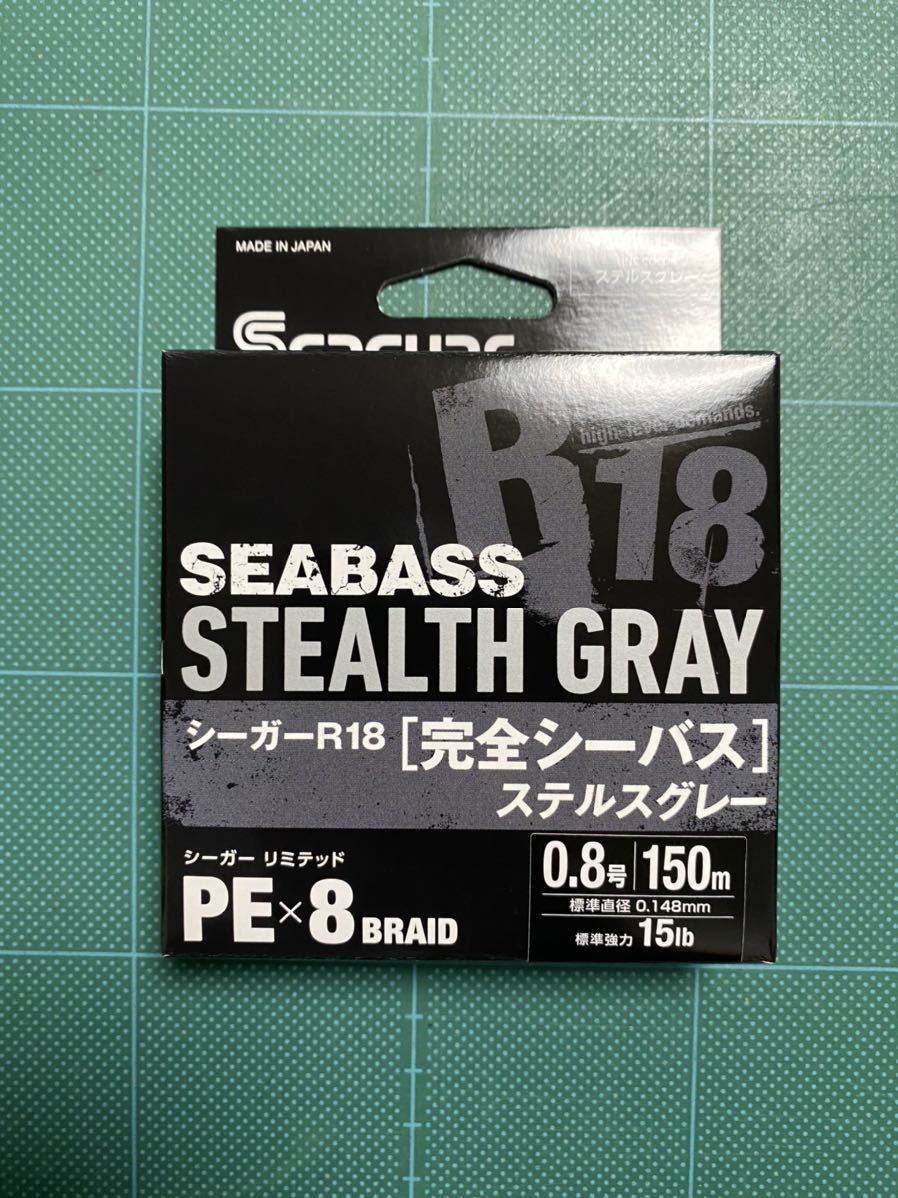 MADE IN JAPAN
ステルスグレー
Seaguar
R18
high-level demands.
SEABASS
STEALTH GRAY
シーガーR18 [完全シーバス]
ステルスグレー
シーガー リミテッド
PE×8 BRAID
0.8号 150m
標準直径 0.148mm
標準強力 15lb